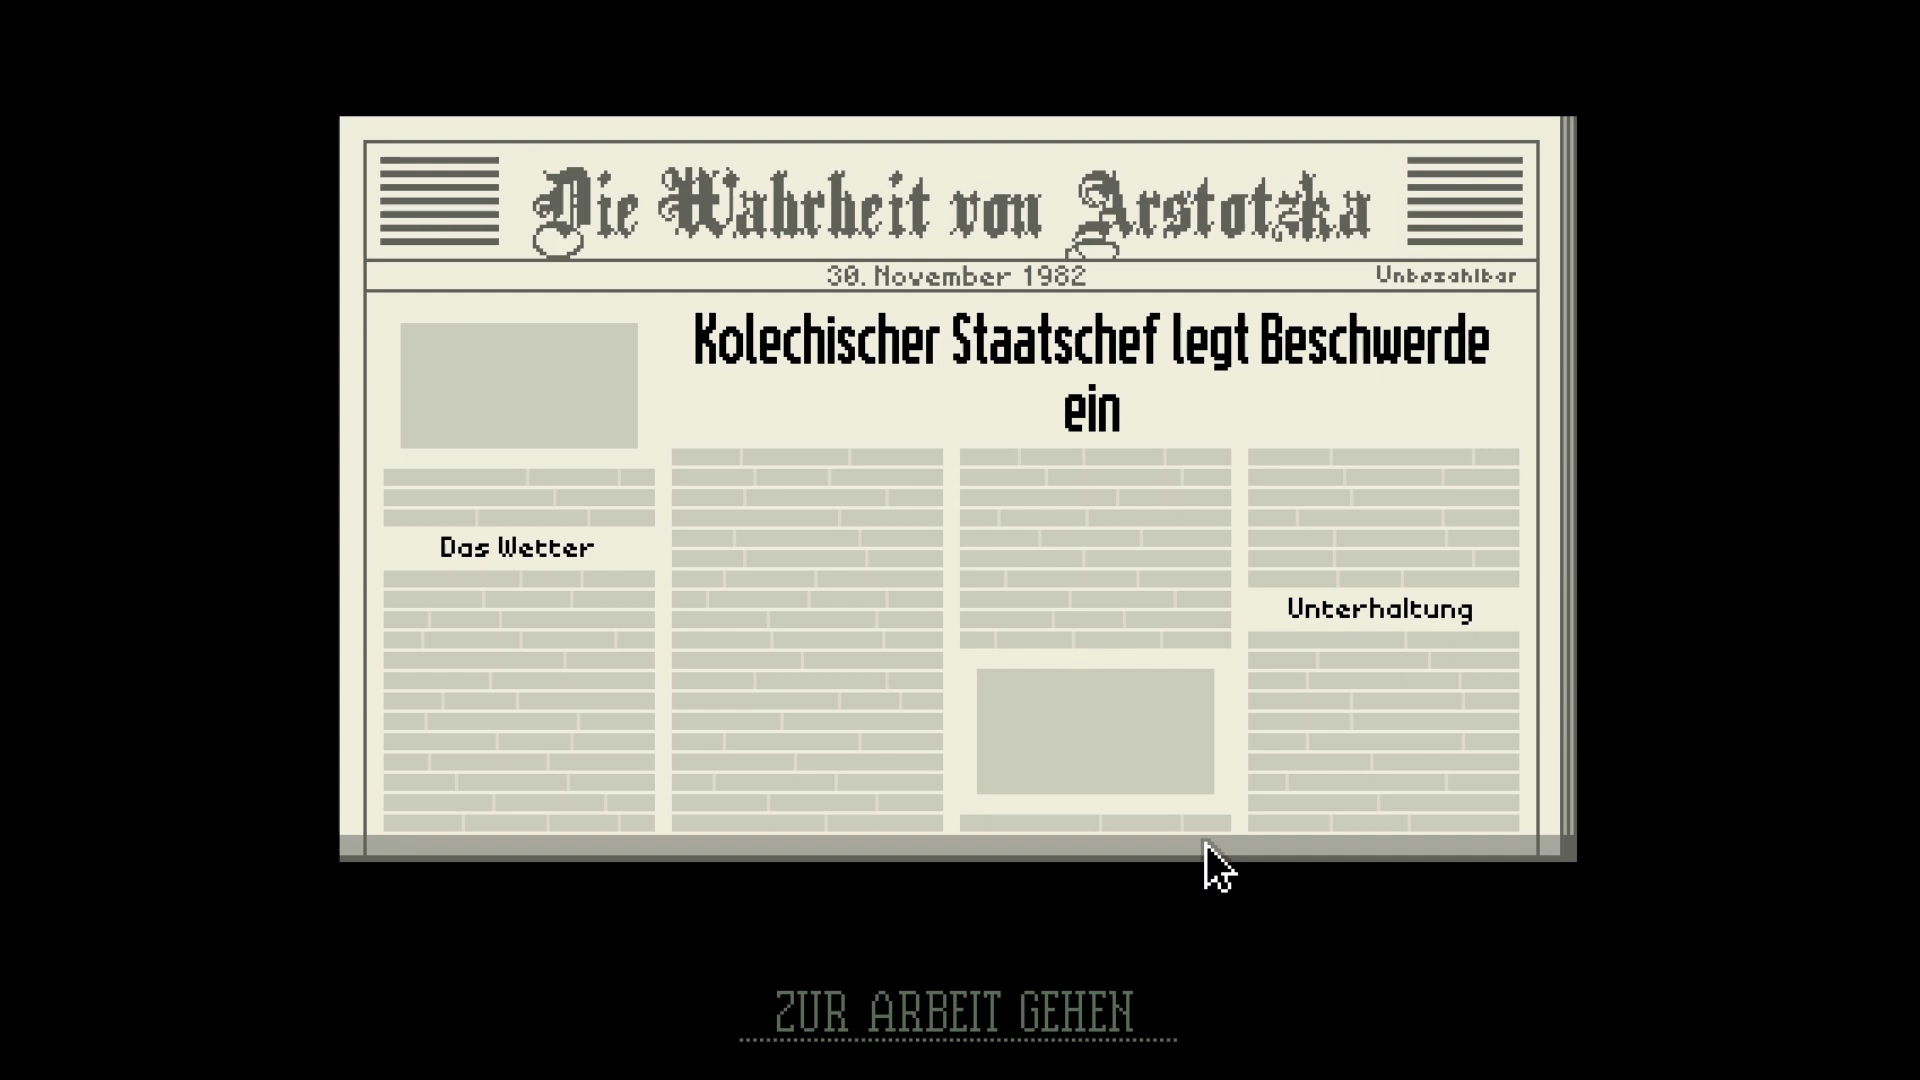 Die Wahrheit von Arstotzka
30. November 1982
Unbezahlbar
Kolechischer Staatschef legt Beschwerde
ein
Das Wetter
Unterhaltung
ZUR ARBEIT GEHEN